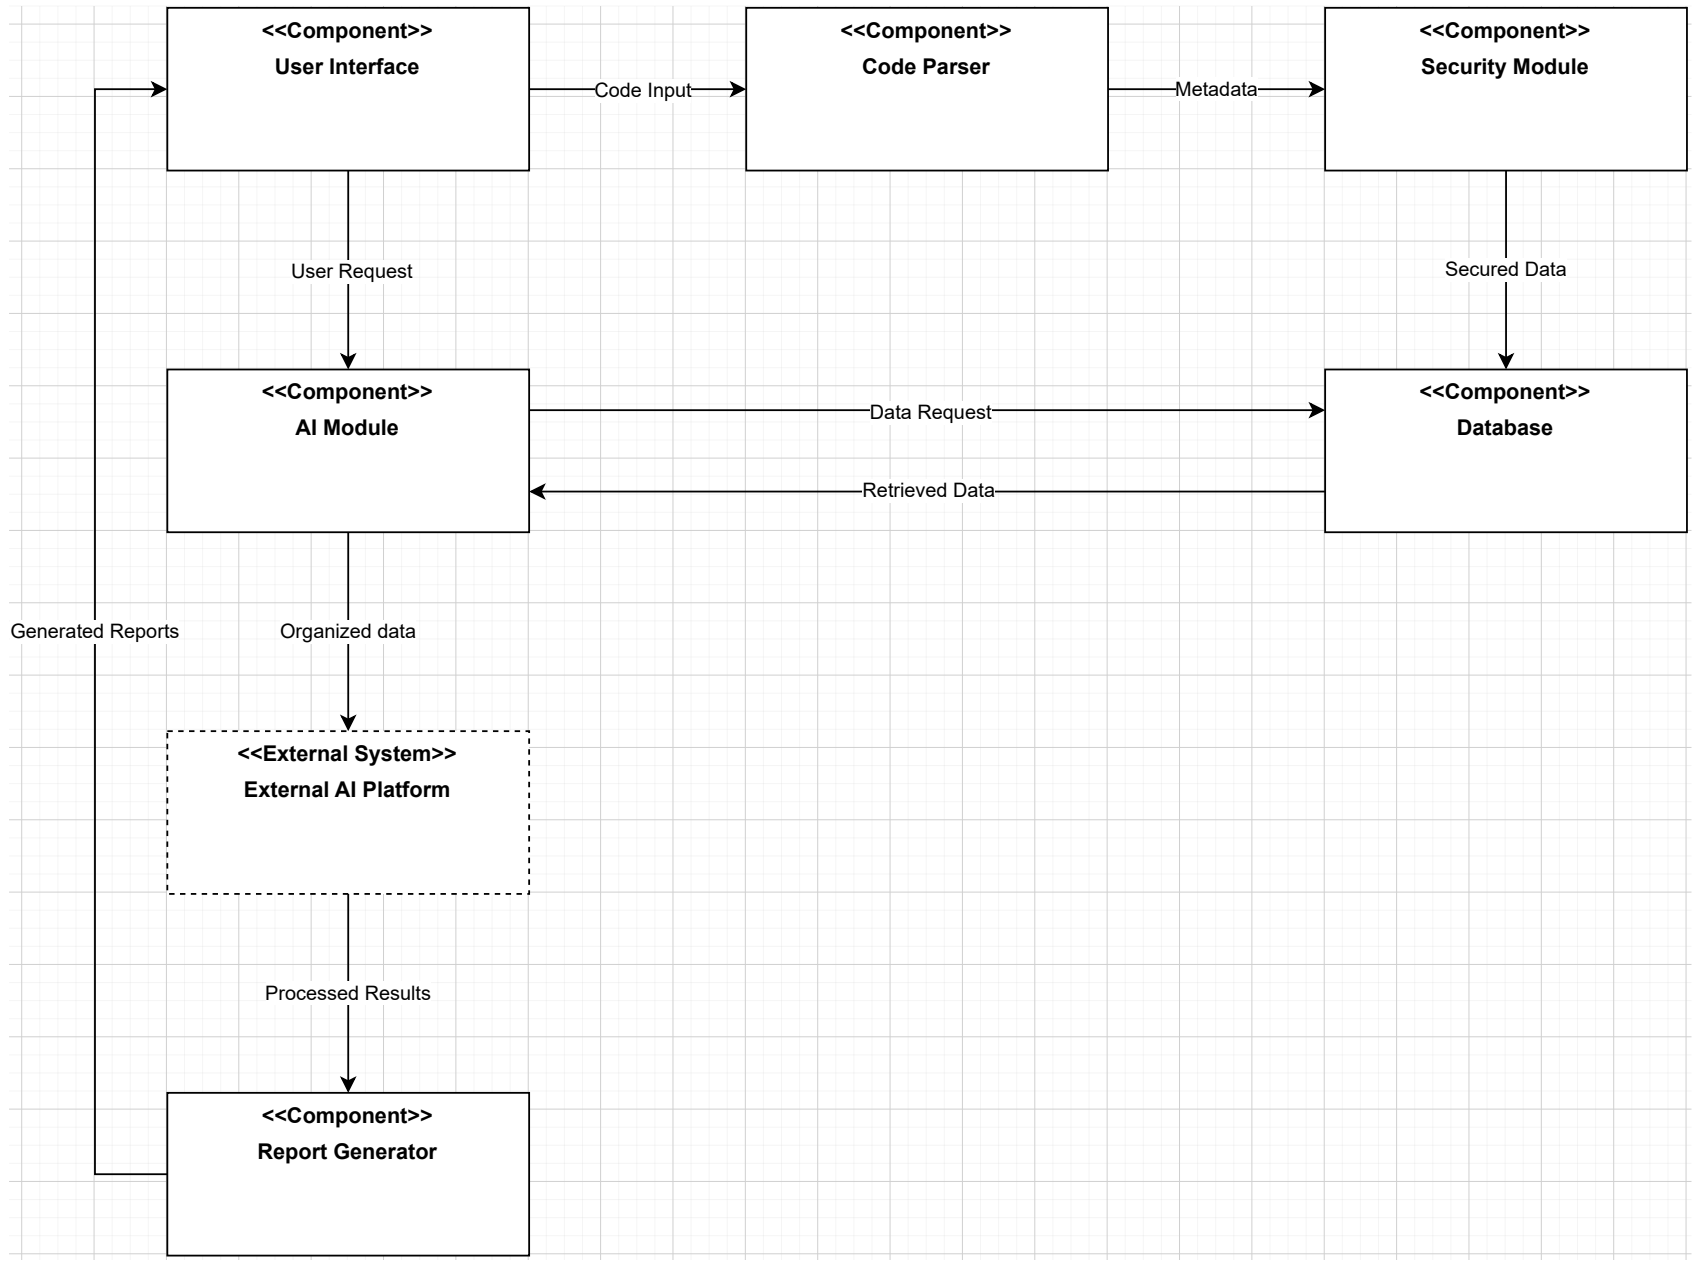 <<Component>>
User Interface
Code Input
<<Component>>
Code Parser
Metadata
<<Component>>
Security Module
User Request
Secured Data
<<Component>>
AI Module
Data Request
Retrieved Data
<<Component>>
Database
Generated Reports
Organized data
<<External System>>
External AI Platform
Processed Results
<<Component>>
Report Generator